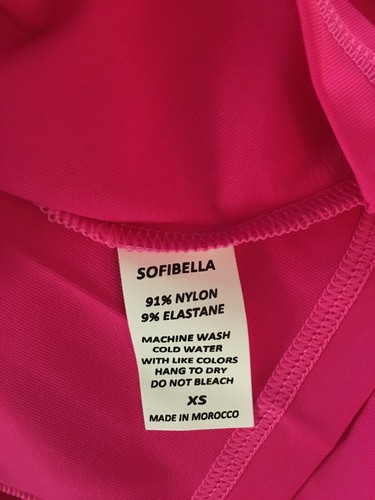 SOFIBELLA
91% NYLON
9% ELASTANE
MACHINE WASH
COLD WATER
WITH LIKE COLORS
HANG TO DRY
DO NOT BLEACH
XS
MADE IN MOROCCO